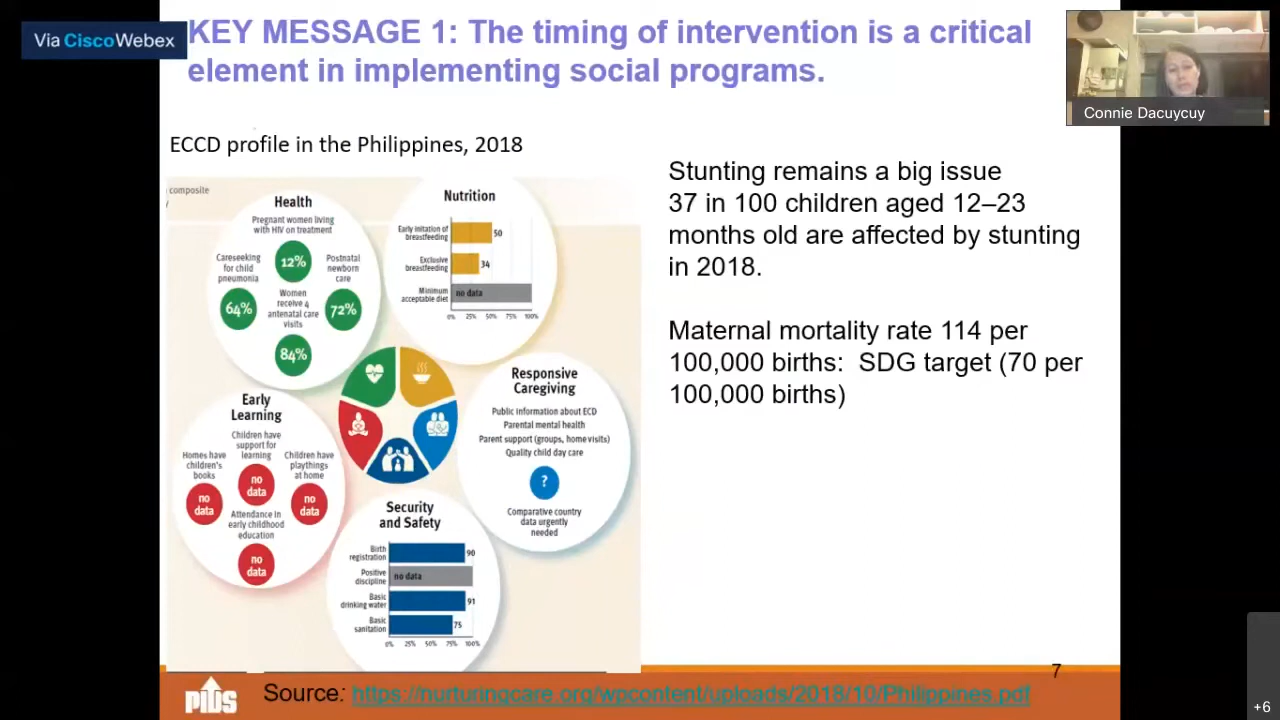 Via CiscoWebex
KEY MESSAGE 1: The timing of intervention is a critical
element in implementing social programs.
Connie Dacuycuy
ECCD profile in the Philippines, 2018
composite
Health
Pregnant women living
with HIV on treatment
12%
Careseeking
for child
pneumonia
64%
Postnatal
newborn
care
72%
Women
receive 4
antenatal care
visits
84%
Nutrition
Early initation of
breastfeeding
50
Exclusive
breastfeeding
34
Minimum
acceptable diet
no data
0% 25% 50% 75% 100%
Responsive
Caregiving
Public information about ECD
Parental mental health
Parent support (groups, home visits)
Quality child day care
?
Comparative country
data urgently
needed
Early
Learning
Children have
support for
learning
no
data
Homes have
children's
books
no
data
Children have
playthings
at home
no
data
Attendance in
early childhood
education
no
data
Security
and Safety
Birth
registration
90
Positive
discipline
no data
Basic
drinking water
91
Basic
sanitation
75
0% 25% 50% 75% 100%
Stunting remains a big issue
37 in 100 children aged 12–23
months old are affected by stunting
in 2018.
Maternal mortality rate 114 per
100,000 births: SDG target (70 per
100,000 births)
7
PIDS
Source: https://nurturingcare.org/wpcontent/uploads/2018/10/Philippines.pdf
+6